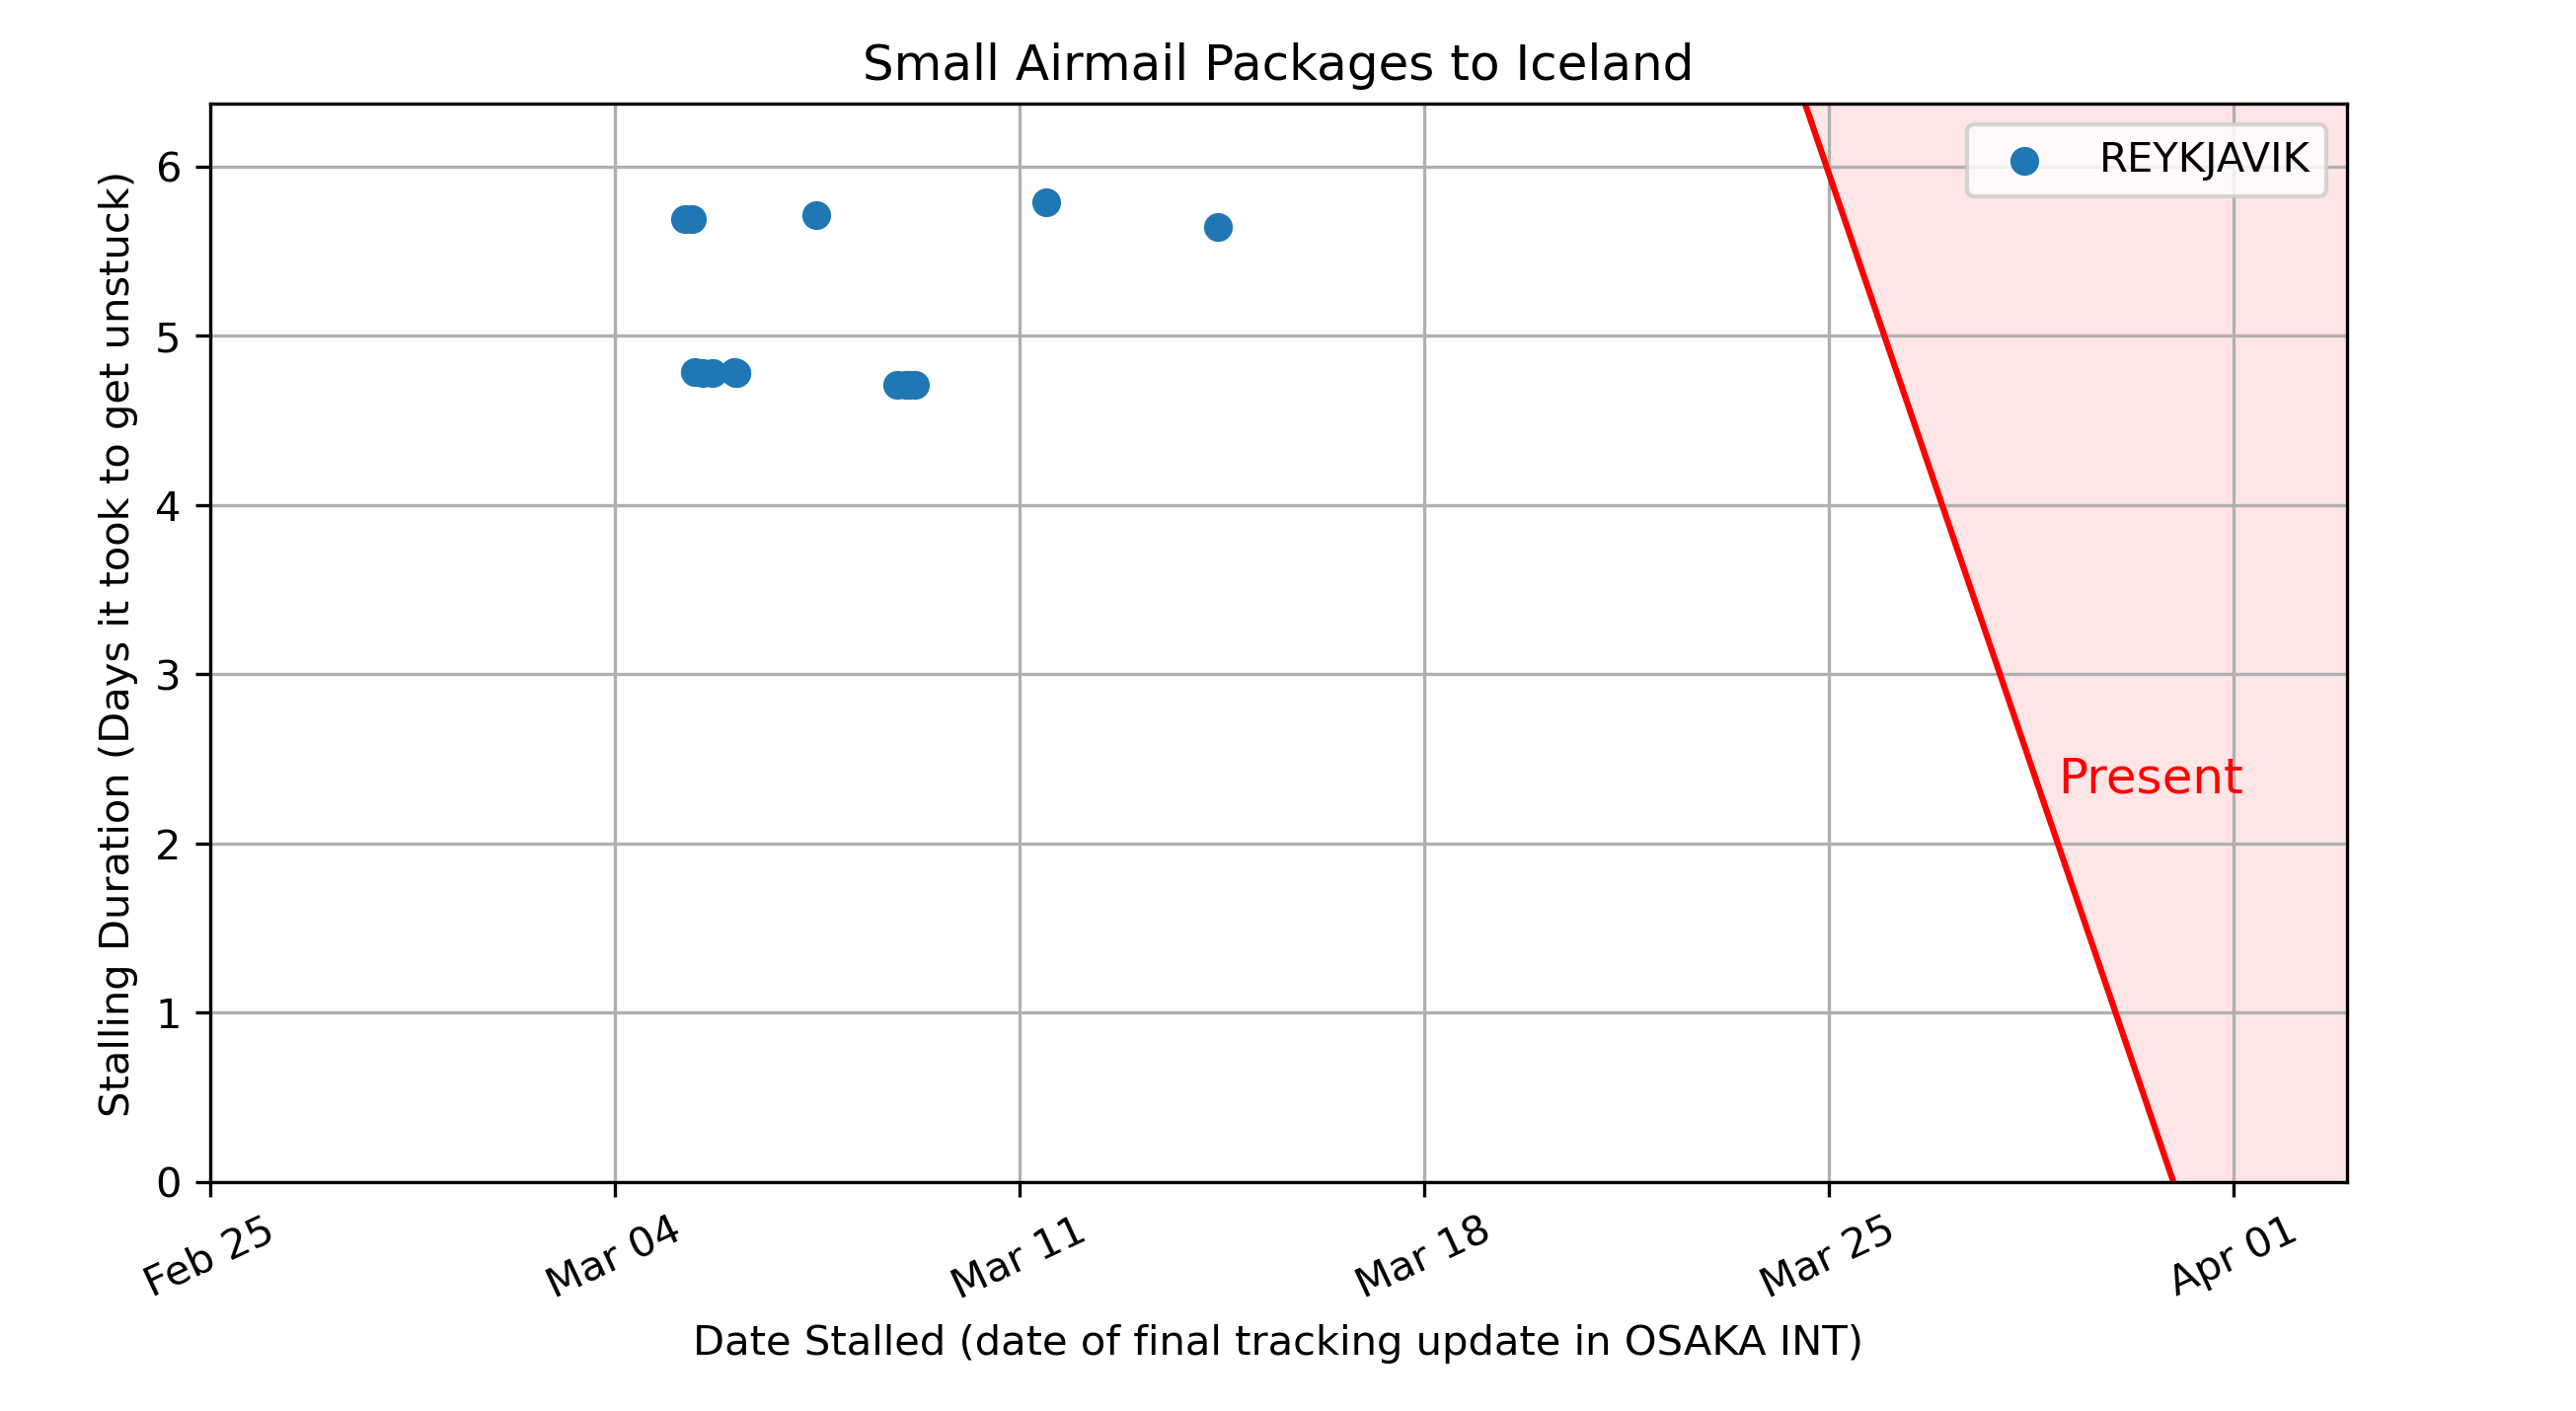 Small Airmail Packages to Iceland
REYKJAVIK
Stalling Duration (Days it took to get unstuck)
6
5
4
3
2
1
0
Present
Feb 25
Mar 04
Mar 11
Mar 18
Mar 25
Apr 01
Date Stalled (date of final tracking update in OSAKA INT)